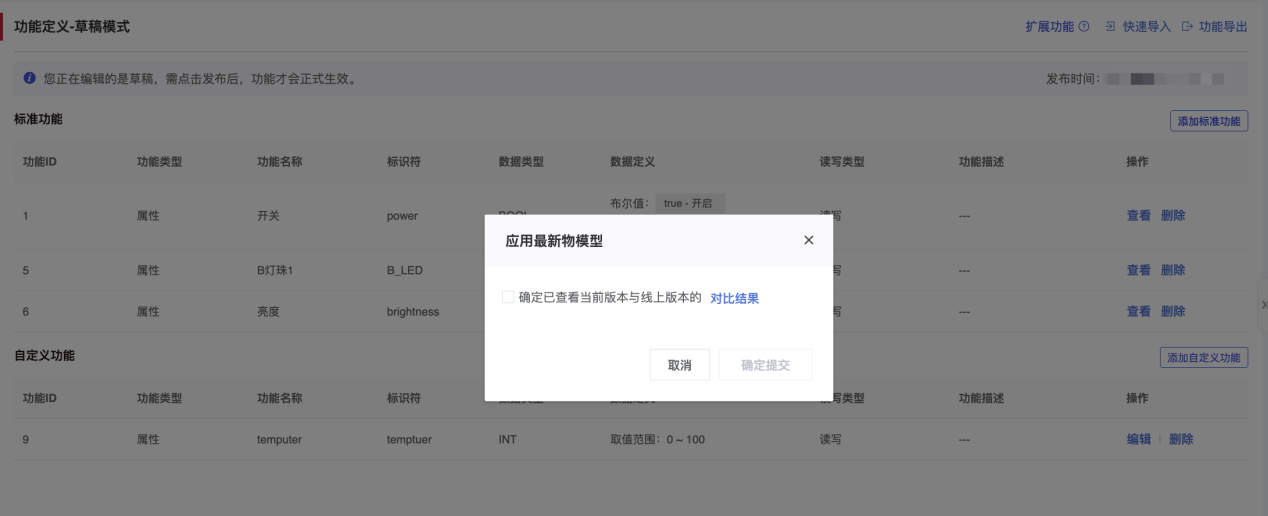 功能定义-草稿模式
扩展功能 快速导入 功能导出
您正在编辑的是草稿，需点击发布后，功能才会正式生效。 发布时间：
标准功能 添加标准功能
功能ID 功能类型 功能名称 标识符 数据类型 数据定义 读写类型 功能描述 操作
布尔值： true - 开启
1 属性 开关 power BOOL 读写 --- 查看 删除
应用最新物模型
5 属性 B灯珠1 B_LED 写 --- 查看 删除
确定已查看当前版本与线上版本的 对比结果
6 属性 亮度 brightness 写 --- 查看 删除
自定义功能 添加自定义功能
取消 确定提交
功能ID 功能类型 功能名称 标识符 数据类型 数据定义 读写类型 功能描述 操作
9 属性 temputer temptuer INT 取值范围：0 ~ 100 读写 --- 编辑 删除